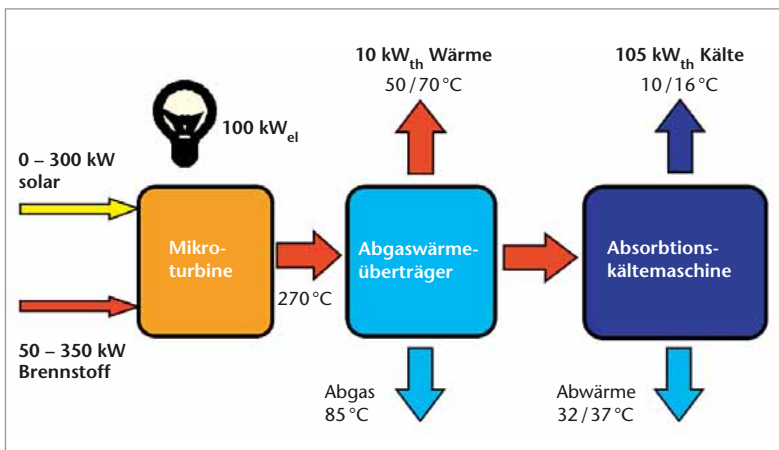 10 kWth Wärme
50 / 70 °C
105 kWth Kälte
10 / 16 °C
100 kWel
0 – 300 kW
solar
Mikro-
turbine
Abgaswärme-
überträger
Absorbtions-
kältemaschine
270 °C
50 – 350 kW
Brennstoff
Abgas
85 °C
Abwärme
32 / 37 °C